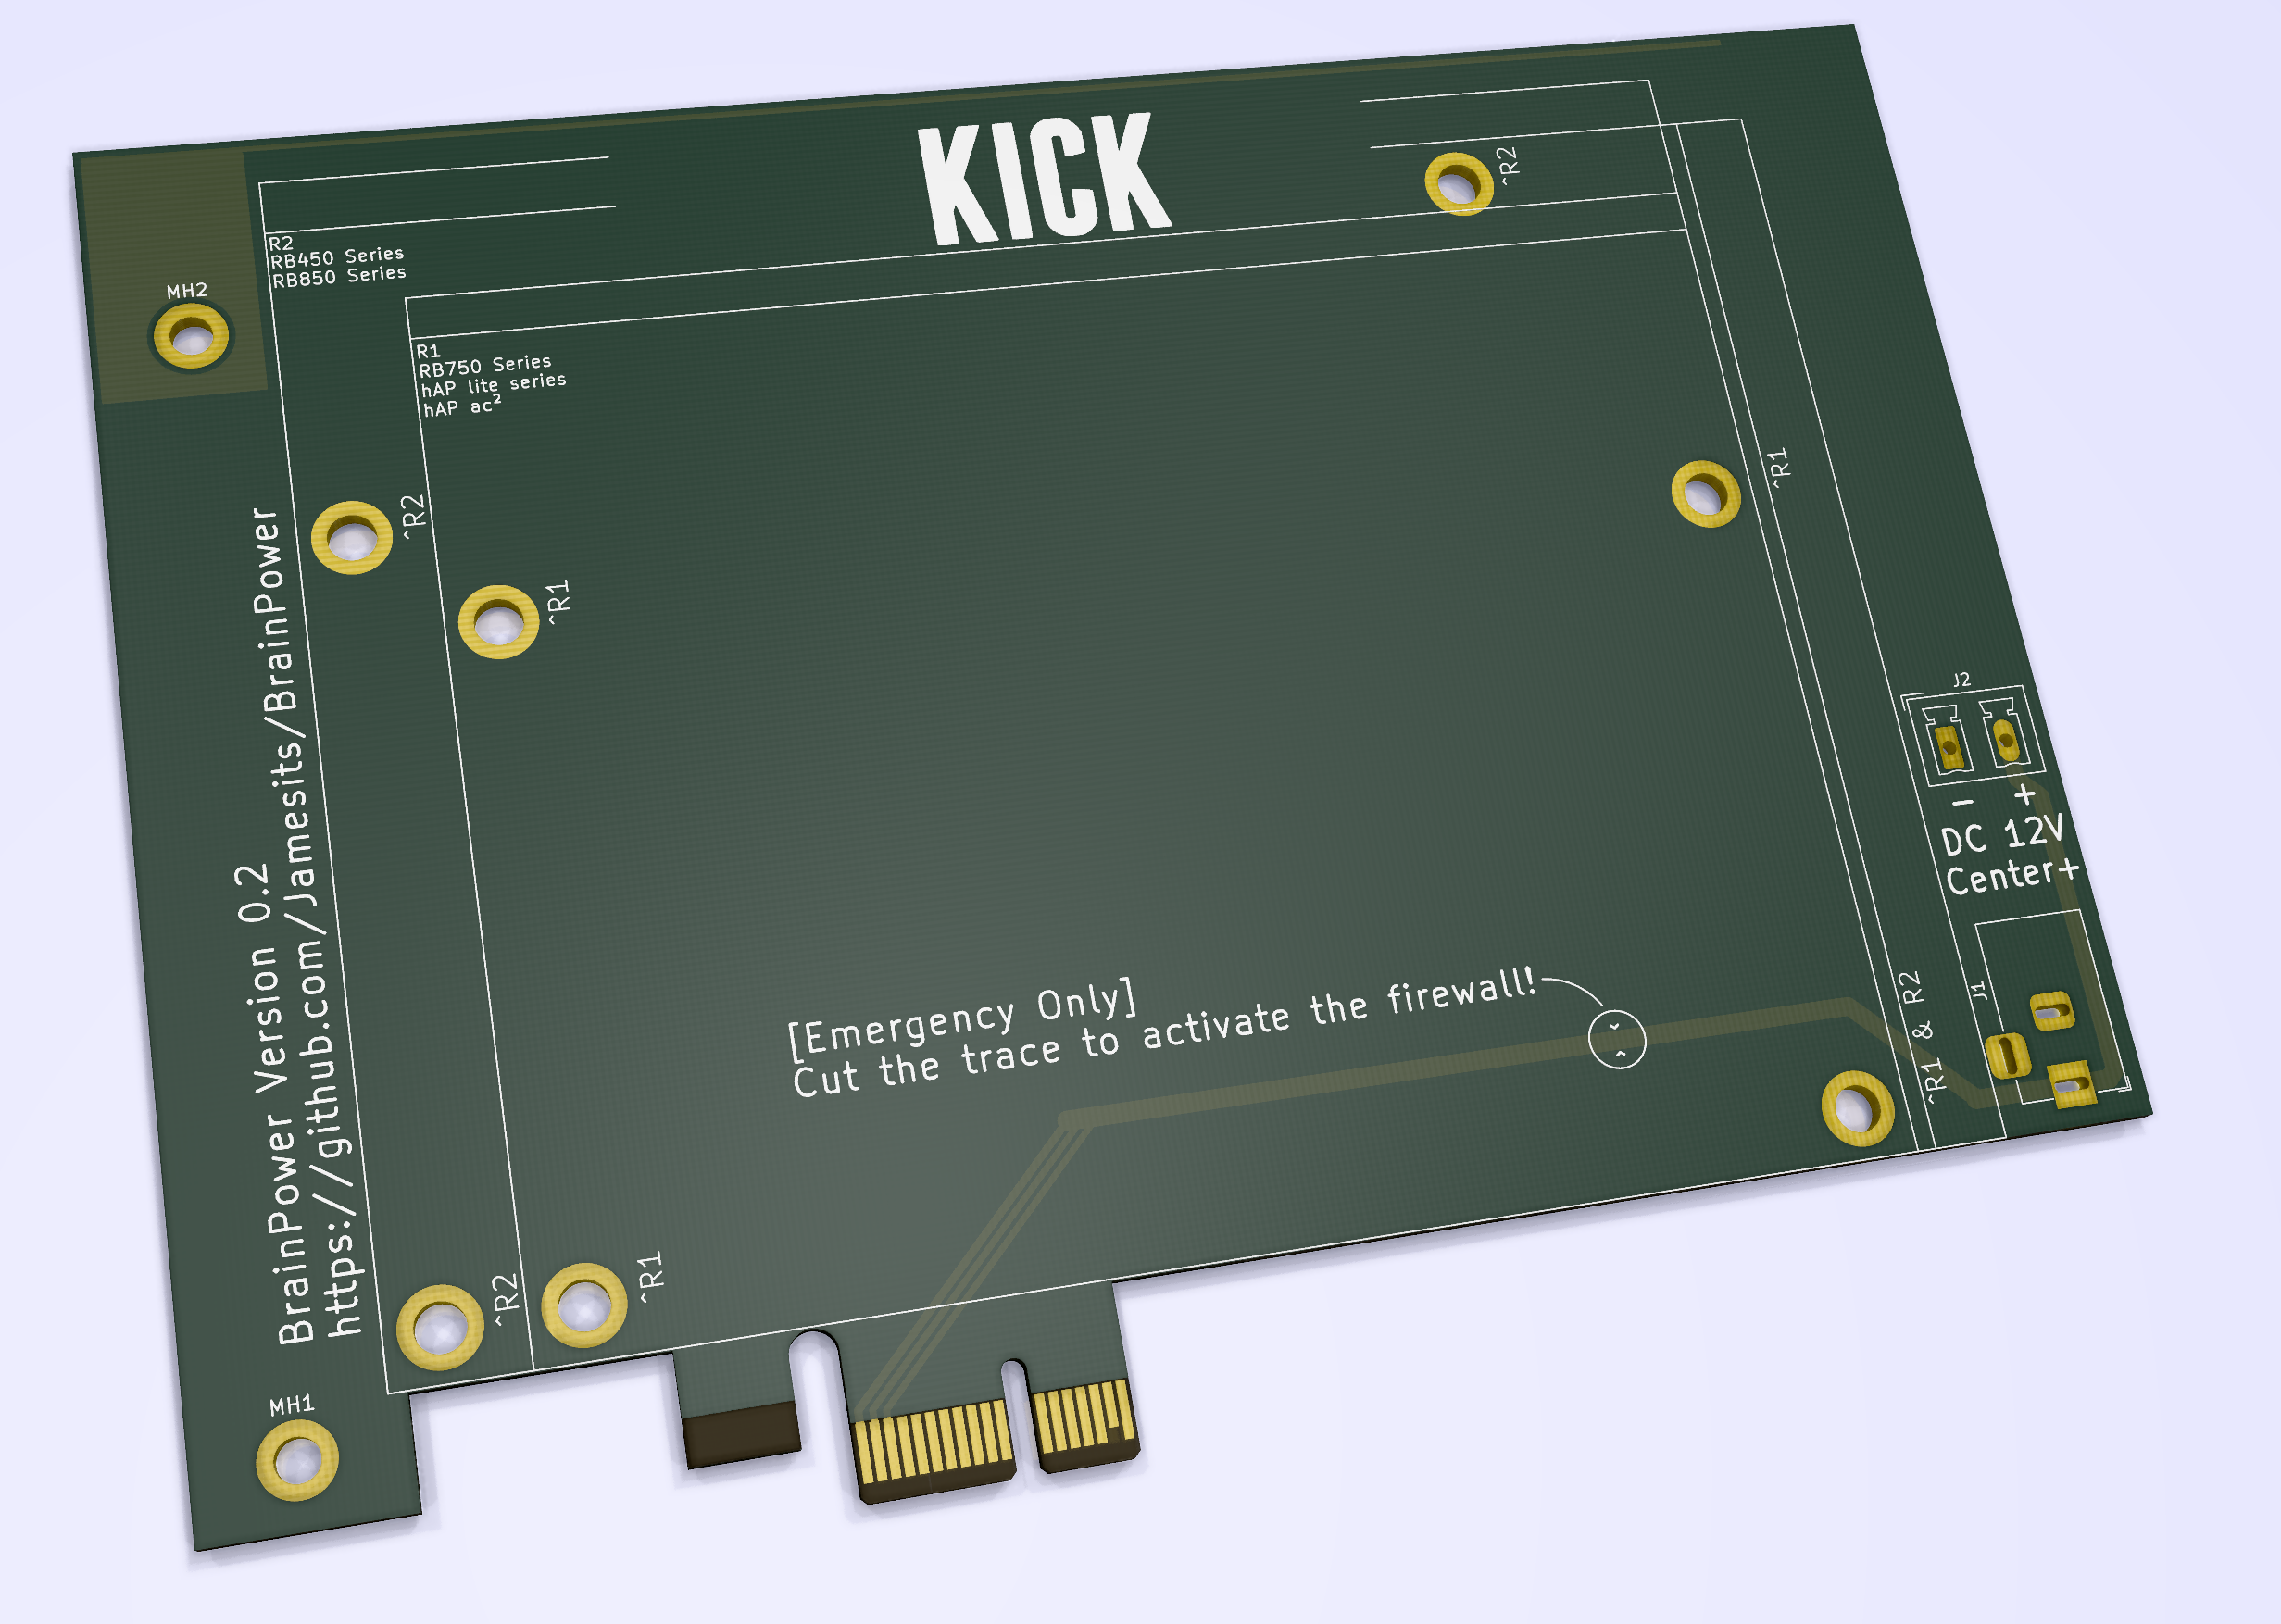 KICK
^R2
R2
RB450 Series
RB850 Series
MH2
R1
RB750 Series
hAP lite series
hAP ac²
^R1
^R2
^R1
J2
- +
DC 12V
Center+
BrainPower Version 0.2
https://github.com/Jamesits/BrainPower
[Emergency Only]
Cut the trace to activate the firewall!
^R1 & R2
J1
^R2
^R1
MH1